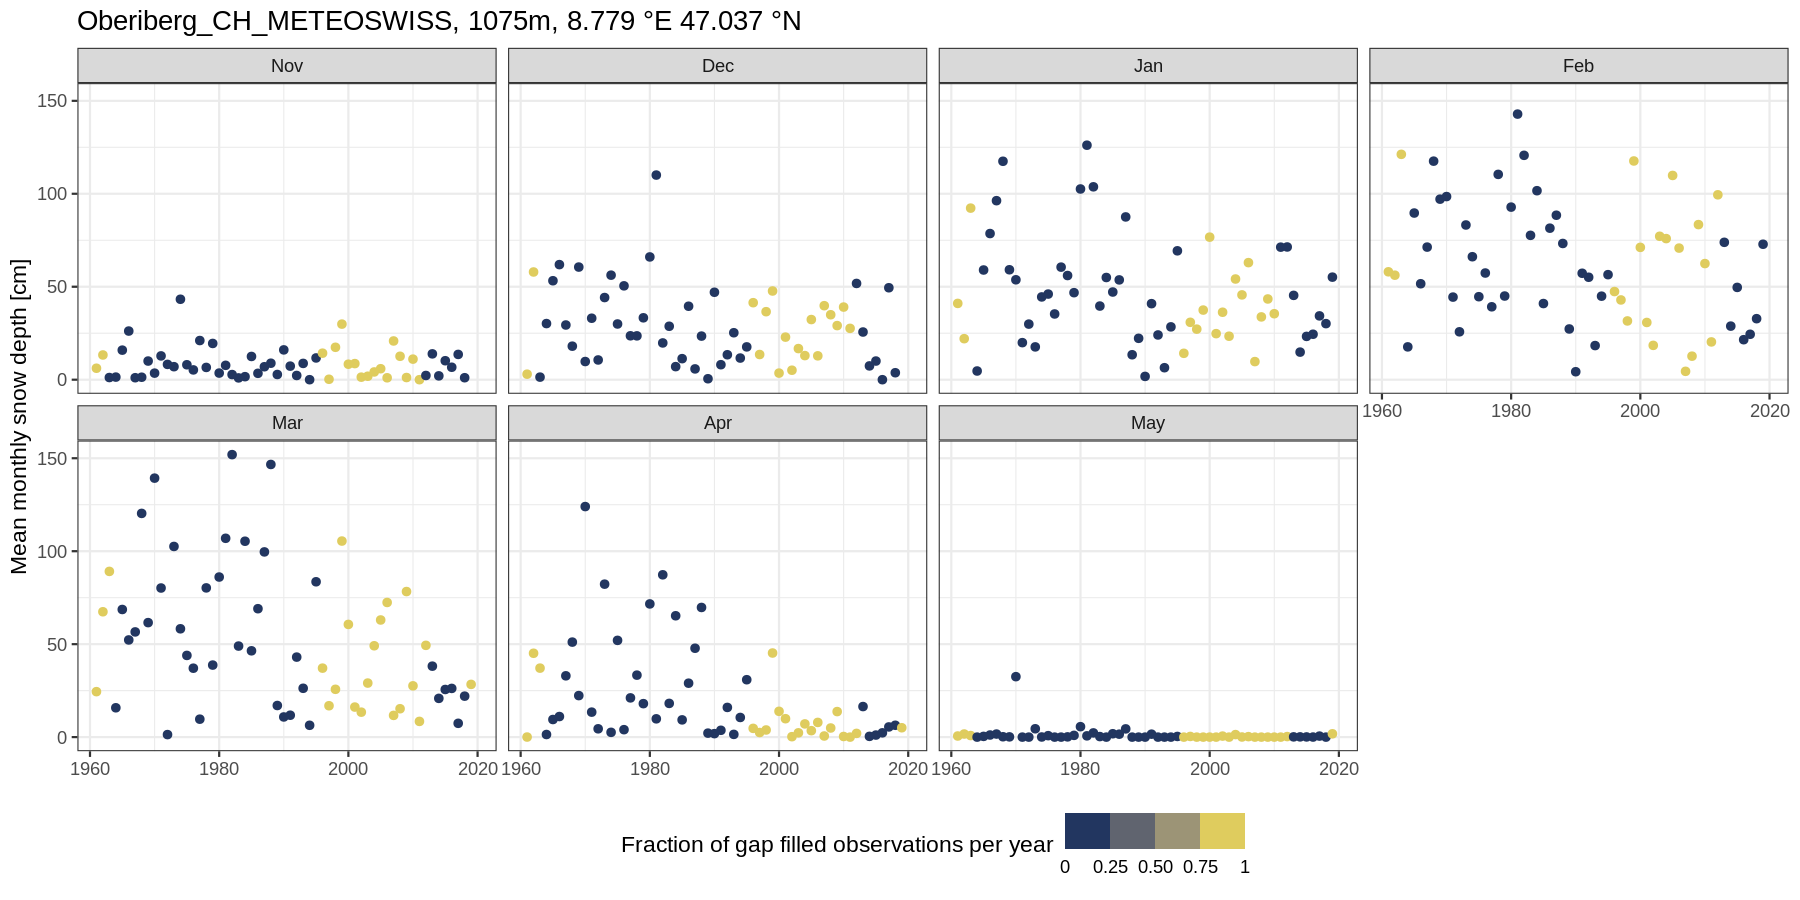 Oberiberg_CH_METEOSWISS, 1075m, 8.779 °E 47.037 °N
Nov Dec Jan Feb
150
100
50
0
1960 1980 2000 2020
Mean monthly snow depth [cm]
Mar Apr May
150
100
50
0
1960 1980 2000 2020 1960 1980 2000 2020 1960 1980 2000 2020
Fraction of gap filled observations per year
0 0.25 0.50 0.75 1